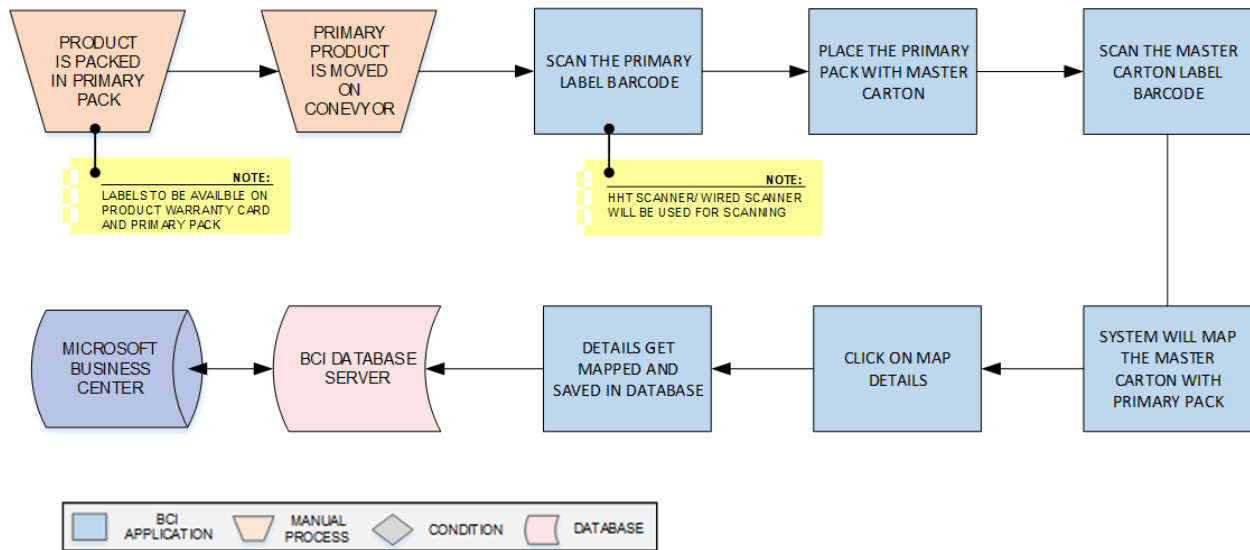 PRODUCT
IS PACKED
IN PRIMARY
PACK
PRIMARY
PRODUCT
IS MOVED
ON
CONEVYOR
SCAN THE PRIMARY
LABEL BARCODE
PLACE THE PRIMARY
PACK WITH MASTER
CARTON
SCAN THE MASTER
CARTON LABEL
BARCODE
NOTE:
LABELS TO BE AVAILBLE ON
PRODUCT WARRANTY CARD
AND PRIMARY PACK
NOTE:
HHT SCANNER/ WIRED SCANNER
WILL BE USED FOR SCANNING
MICROSOFT
BUSINESS
CENTER
BCI DATABASE
SERVER
DETAILS GET
MAPPED AND
SAVED IN DATABASE
CLICK ON MAP
DETAILS
SYSTEM WILL MAP
THE MASTER
CARTON WITH
PRIMARY PACK
BCI
APPLICATION
MANUAL
PROCESS
CONDITION
DATABASE